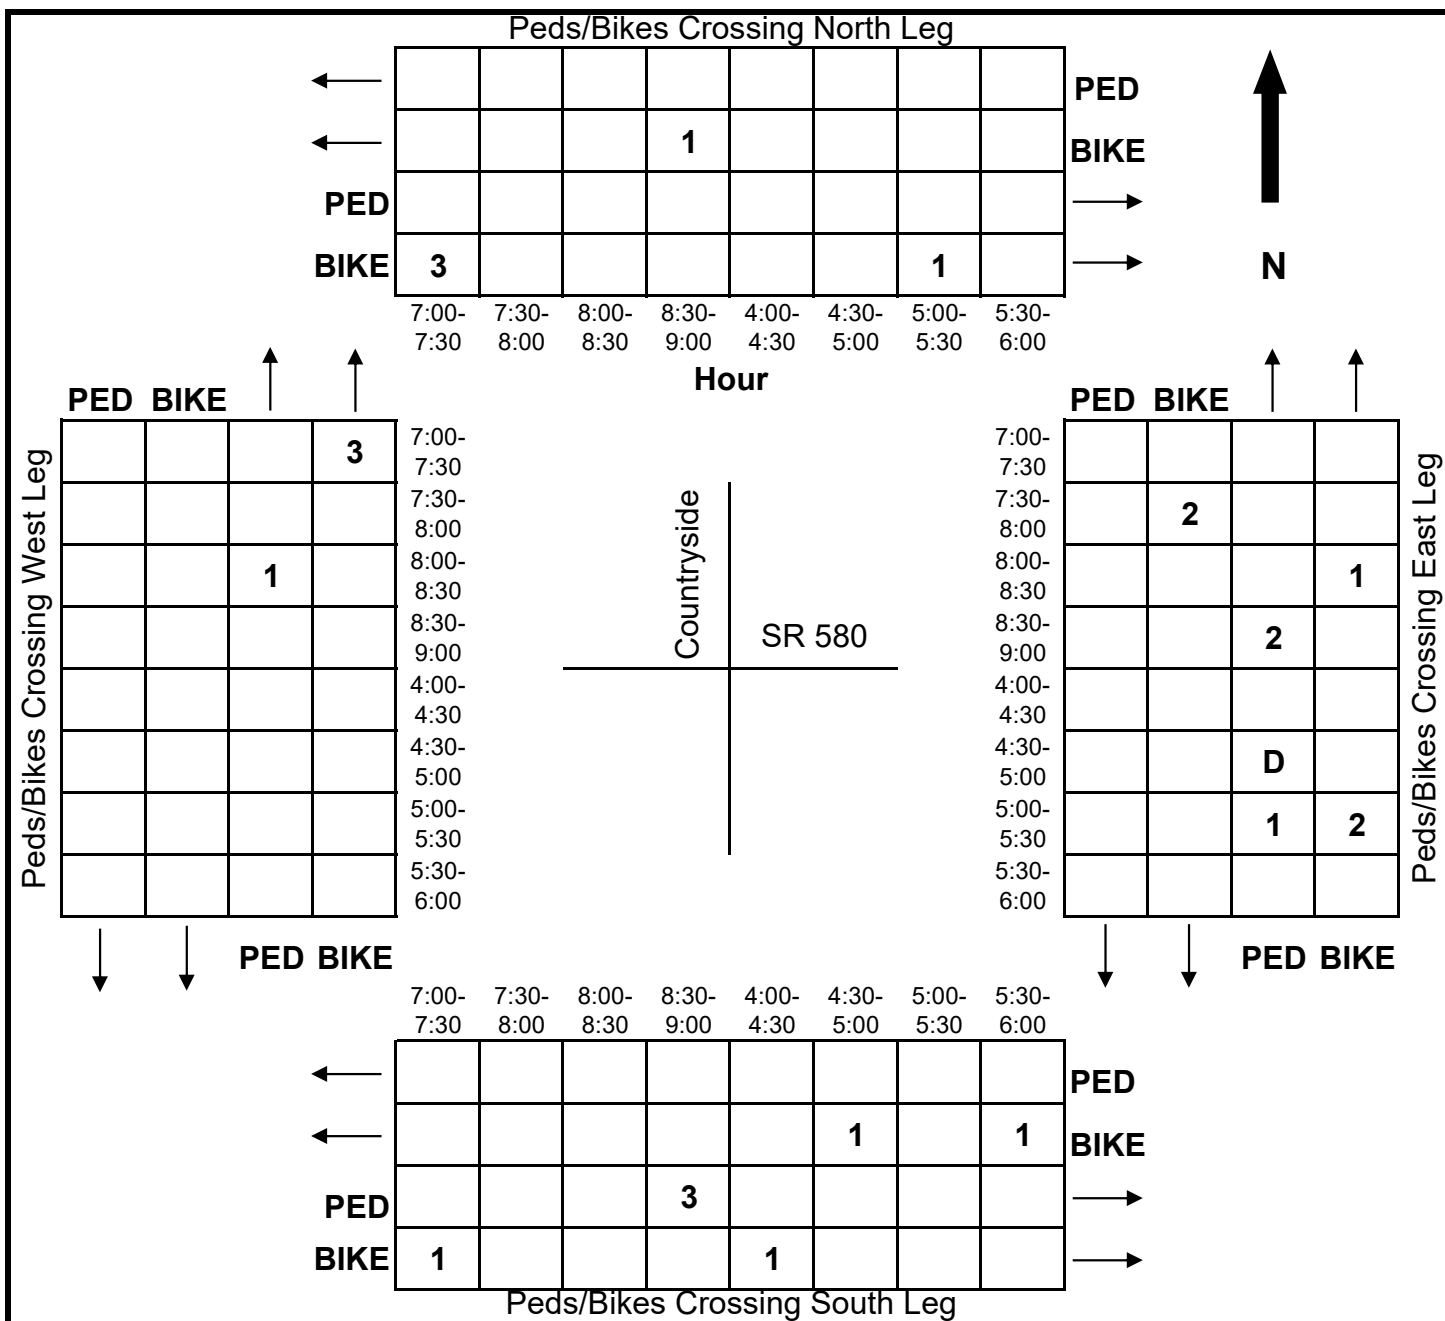 Peds/Bikes Crossing North Leg
PED
1
BIKE
PED
BIKE 3 1
N
7:00- 7:30- 8:00- 8:30- 4:00- 4:30- 5:00- 5:30-
7:30 8:00 8:30 9:00 4:30 5:00 5:30 6:00
Hour
PED BIKE
Peds/Bikes Crossing West Leg
3
1
7:00-
7:30
7:30-
8:00
8:00-
8:30
8:30-
9:00
4:00-
4:30
4:30-
5:00
5:00-
5:30
5:30-
6:00
PED BIKE
Countryside
SR 580
PED BIKE
7:00-
7:30
7:30-
8:00
8:00-
8:30
8:30-
9:00
4:00-
4:30
4:30-
5:00
5:00-
5:30
5:30-
6:00
2
1
2
D
1 2
Peds/Bikes Crossing East Leg
PED BIKE
7:00- 7:30- 8:00- 8:30- 4:00- 4:30- 5:00- 5:30-
7:30 8:00 8:30 9:00 4:30 5:00 5:30 6:00
PED
1 1 BIKE
PED 3
BIKE 1 1
Peds/Bikes Crossing South Leg